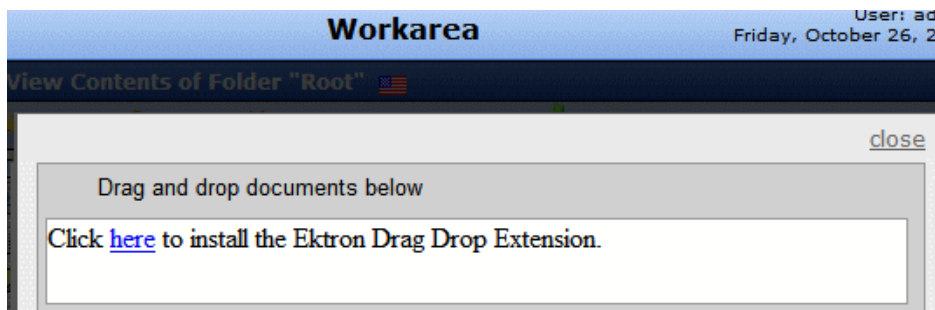 Workarea
User: ad
Friday, October 26, 2
View Contents of Folder "Root"
close
Drag and drop documents below
Click here to install the Ektron Drag Drop Extension.